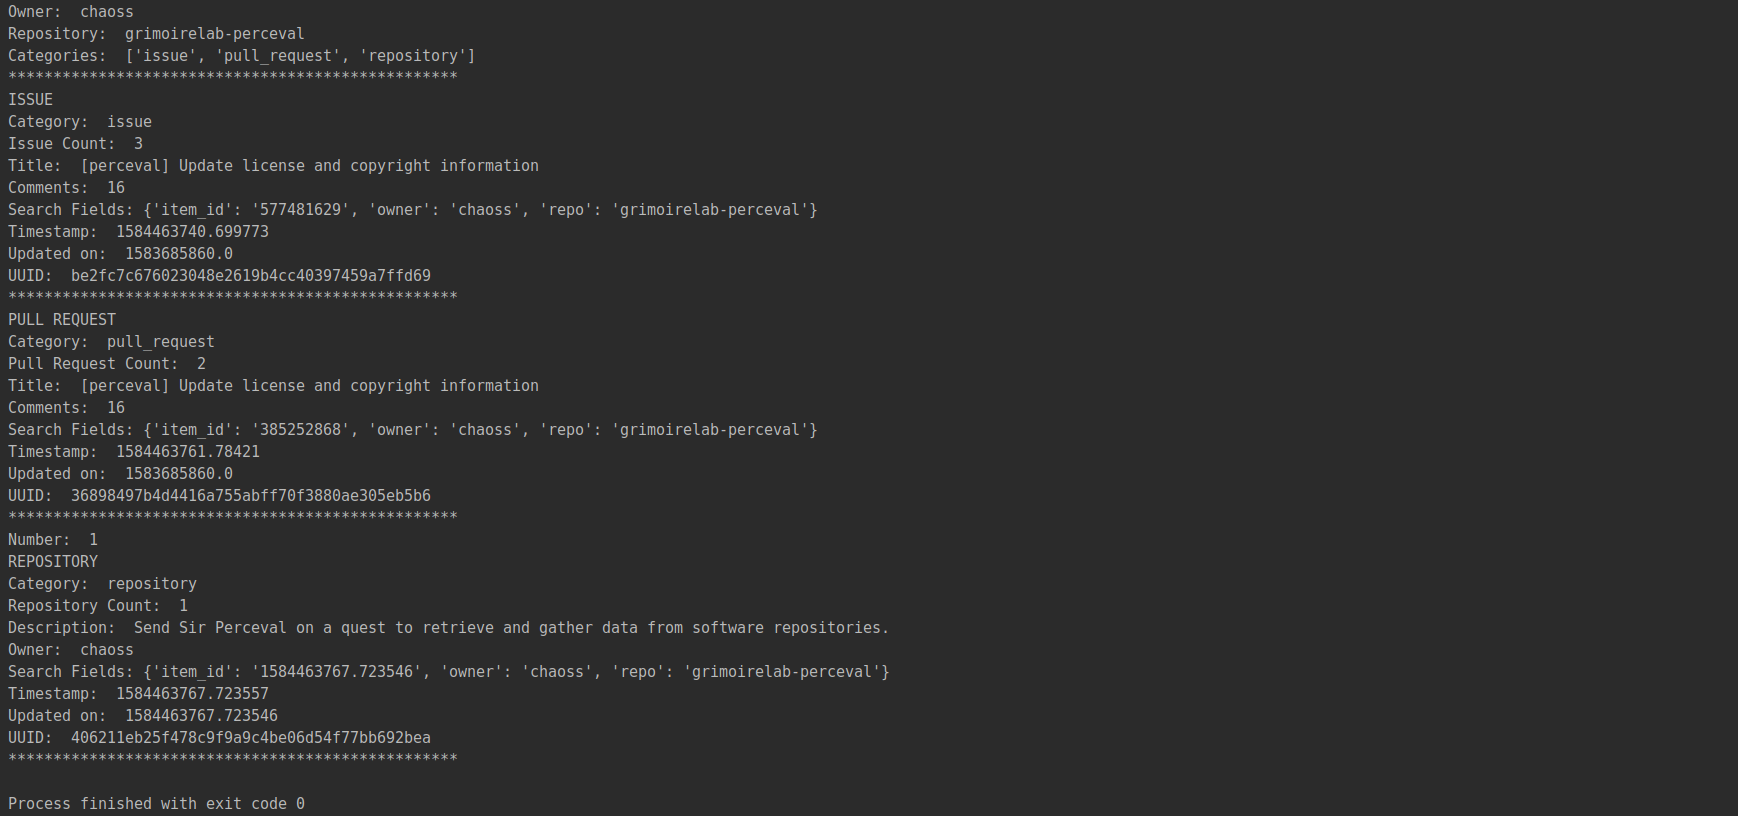 Owner:  chaoss
Repository:  grimoirelab-perceval
Categories:  ['issue', 'pull_request', 'repository']
**************************************************
ISSUE
Category:  issue
Issue Count:  3
Title:  [perceval] Update license and copyright information
Comments:  16
Search Fields: {'item_id': '577481629', 'owner': 'chaoss', 'repo': 'grimoirelab-perceval'}
Timestamp:  1584463740.699773
Updated on:  1583685860.0
UUID:  be2fc7c676023048e2619b4cc40397459a7ffd69
**************************************************
PULL REQUEST
Category:  pull_request
Pull Request Count:  2
Title:  [perceval] Update license and copyright information
Comments:  16
Search Fields: {'item_id': '385252868', 'owner': 'chaoss', 'repo': 'grimoirelab-perceval'}
Timestamp:  1584463761.78421
Updated on:  1583685860.0
UUID:  36898497b4d4416a755abff70f3880ae305eb5b6
**************************************************
Number:  1
REPOSITORY
Category:  repository
Repository Count:  1
Description:  Send Sir Perceval on a quest to retrieve and gather data from software repositories.
Owner:  chaoss
Search Fields: {'item_id': '1584463767.723546', 'owner': 'chaoss', 'repo': 'grimoirelab-perceval'}
Timestamp:  1584463767.723557
Updated on:  1584463767.723546
UUID:  406211eb25f478c9f9a9c4be06d54f77bb692bea
**************************************************
Process finished with exit code 0